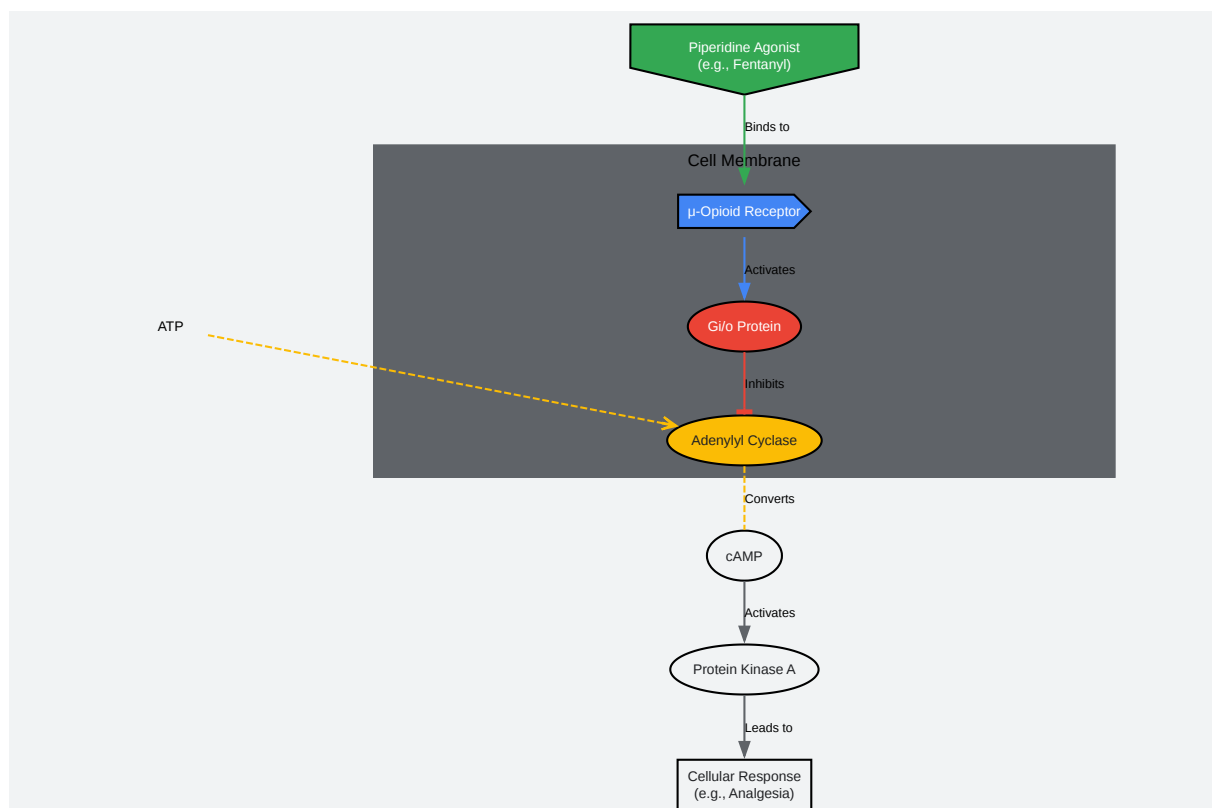 Piperidine Agonist
(e.g., Fentanyl)
Binds to
Cell Membrane
μ-Opioid Receptor
Activates
Gi/o Protein
ATP
Inhibits
Adenylyl Cyclase
Converts
cAMP
Activates
Protein Kinase A
Leads to
Cellular Response
(e.g., Analgesia)